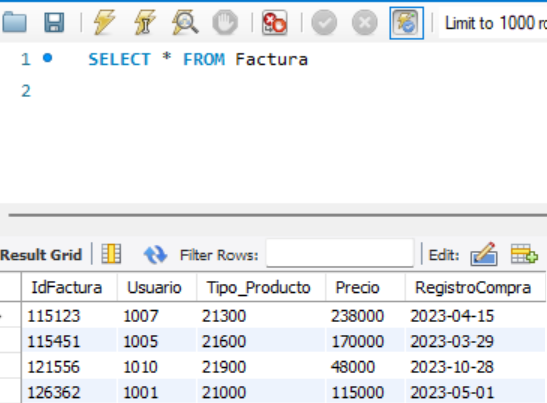 Limit to 1000 ro
1 SELECT * FROM Factura
2
Result Grid Filter Rows: Edit:
IdFactura Usuario Tipo_Producto Precio RegistroCompra
115123 1007 21300 238000 2023-04-15
115451 1005 21600 170000 2023-03-29
121556 1010 21900 48000 2023-10-28
126362 1001 21000 115000 2023-05-01